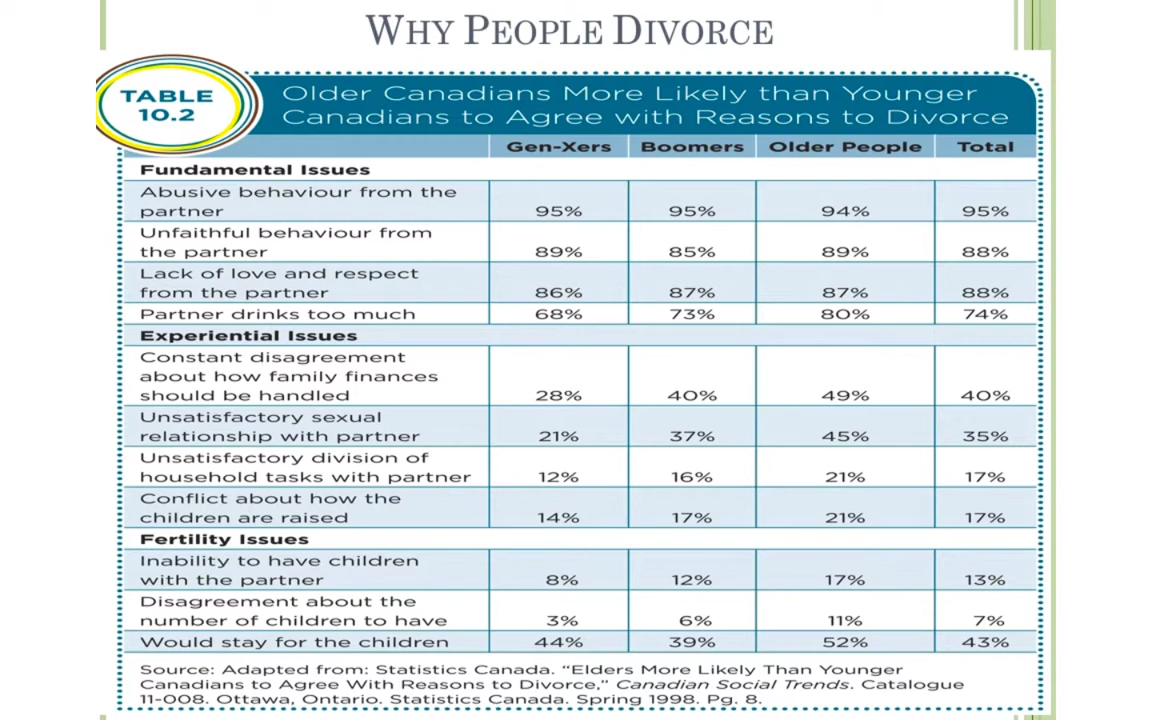 WHY PEOPLE DIVORCE
TABLE
10.2
Older Canadians More Likely than Younger
Canadians to Agree with Reasons to Divorce
Gen-Xers Boomers Older People Total
Fundamental Issues
Abusive behaviour from the
partner 95% 95% 94% 95%
Unfaithful behaviour from
the partner 89% 85% 89% 88%
Lack of love and respect
from the partner 86% 87% 87% 88%
Partner drinks too much 68% 73% 80% 74%
Experiential Issues
Constant disagreement
about how family finances
should be handled 28% 40% 49% 40%
Unsatisfactory sexual
relationship with partner 21% 37% 45% 35%
Unsatisfactory division of
household tasks with partner 12% 16% 21% 17%
Conflict about how the
children are raised 14% 17% 21% 17%
Fertility Issues
Inability to have children
with the partner 8% 12% 17% 13%
Disagreement about the
number of children to have 3% 6% 11% 7%
Would stay for the children 44% 39% 52% 43%
Source: Adapted from: Statistics Canada. “Elders More Likely Than Younger
Canadians to Agree With Reasons to Divorce,” Canadian Social Trends. Catalogue
11-008. Ottawa, Ontario. Statistics Canada. Spring 1998. Pg. 8.